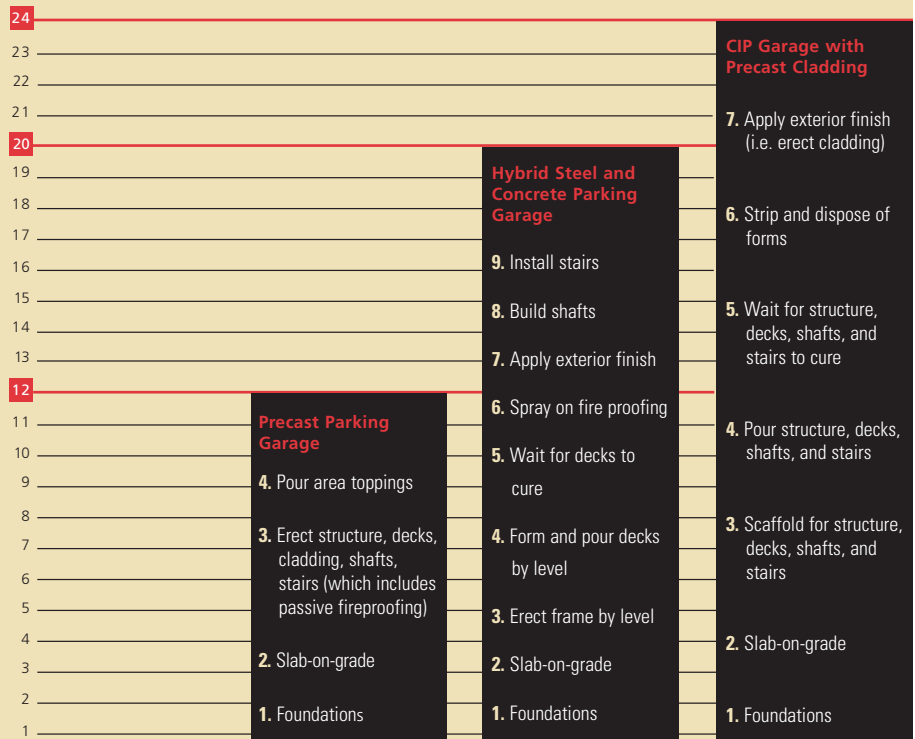 24
23
22
21
20
19
18
17
16
15
14
13
12
11
10
9
8
7
6
5
4
3
2
1
Precast Parking
Garage
4. Pour area toppings
3. Erect structure, decks,
cladding, shafts,
stairs (which includes
passive fireproofing)
2. Slab-on-grade
1. Foundations
Hybrid Steel and
Concrete Parking
Garage
9. Install stairs
8. Build shafts
7. Apply exterior finish
6. Spray on fire proofing
5. Wait for decks to
cure
4. Form and pour decks
by level
3. Erect frame by level
2. Slab-on-grade
1. Foundations
CIP Garage with
Precast Cladding
7. Apply exterior finish
(i.e. erect cladding)
6. Strip and dispose of
forms
5. Wait for structure,
decks, shafts, and
stairs to cure
4. Pour structure, decks,
shafts, and stairs
3. Scaffold for structure,
decks, shafts, and
stairs
2. Slab-on-grade
1. Foundations